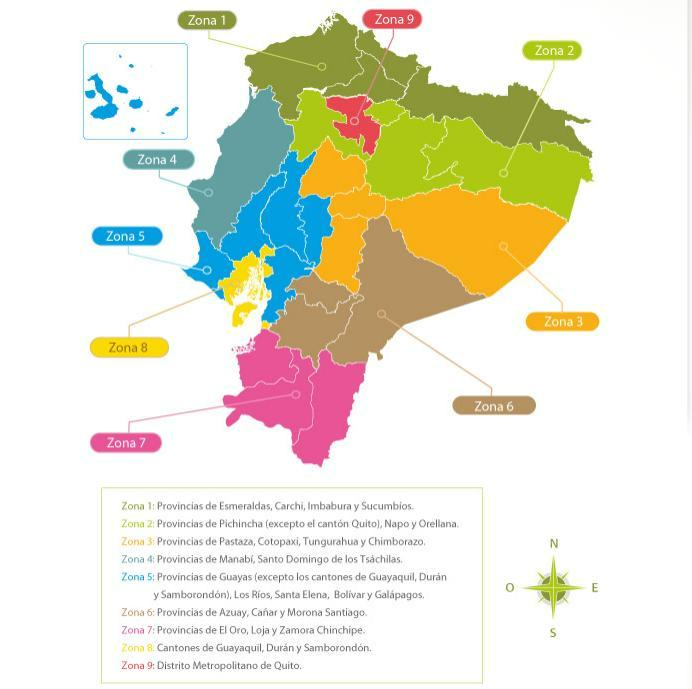 Zona 1
Zona 9
Zona 2
Zona 4
Zona 5
Zona 3
Zona 8
Zona 6
Zona 7
Zona 1: Provincias de Esmeraldas, Carchi, Imbabura y Sucumbíos.
Zona 2: Provincias de Pichincha (excepto el cantón Quito), Napo y Orellana.
Zona 3: Provincias de Pastaza, Cotopaxi, Tungurahua y Chimborazo.
Zona 4: Provincias de Manabí, Santo Domingo de los Tsáchilas.
Zona 5: Provincias de Guayas (excepto los cantones de Guayaquil, Durán
y Samborondón), Los Ríos, Santa Elena, Bolívar y Galápagos.
Zona 6: Provincias de Azuay, Cañar y Morona Santiago.
Zona 7: Provincias de El Oro, Loja y Zamora Chinchipe.
Zona 8: Cantones de Guayaquil, Durán y Samborondón.
Zona 9: Distrito Metropolitano de Quito.
N
O E
S